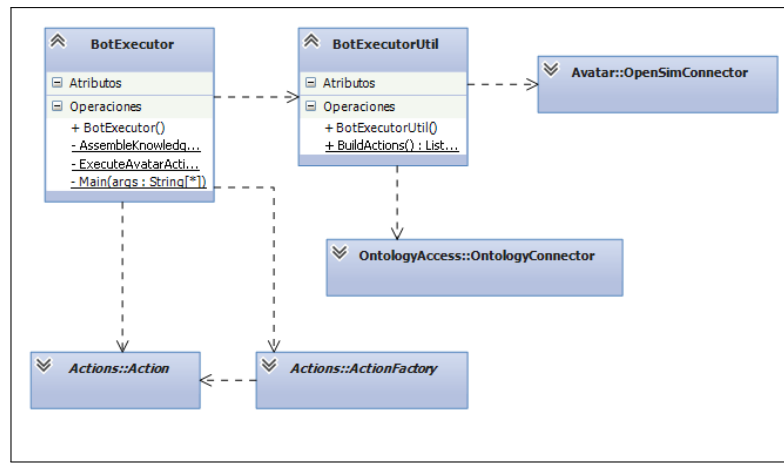 BotExecutor
Atributos
Operaciones
+ BotExecutor()
- AssembleKnowledg...
- ExecuteAvatarActi...
- Main(args : String[*])
BotExecutorUtil
Atributos
Operaciones
+ BotExecutorUtil()
+ BuildActions() : List...
Avatar::OpenSimConnector
OntologyAccess::OntologyConnector
Actions::Action
Actions::ActionFactory